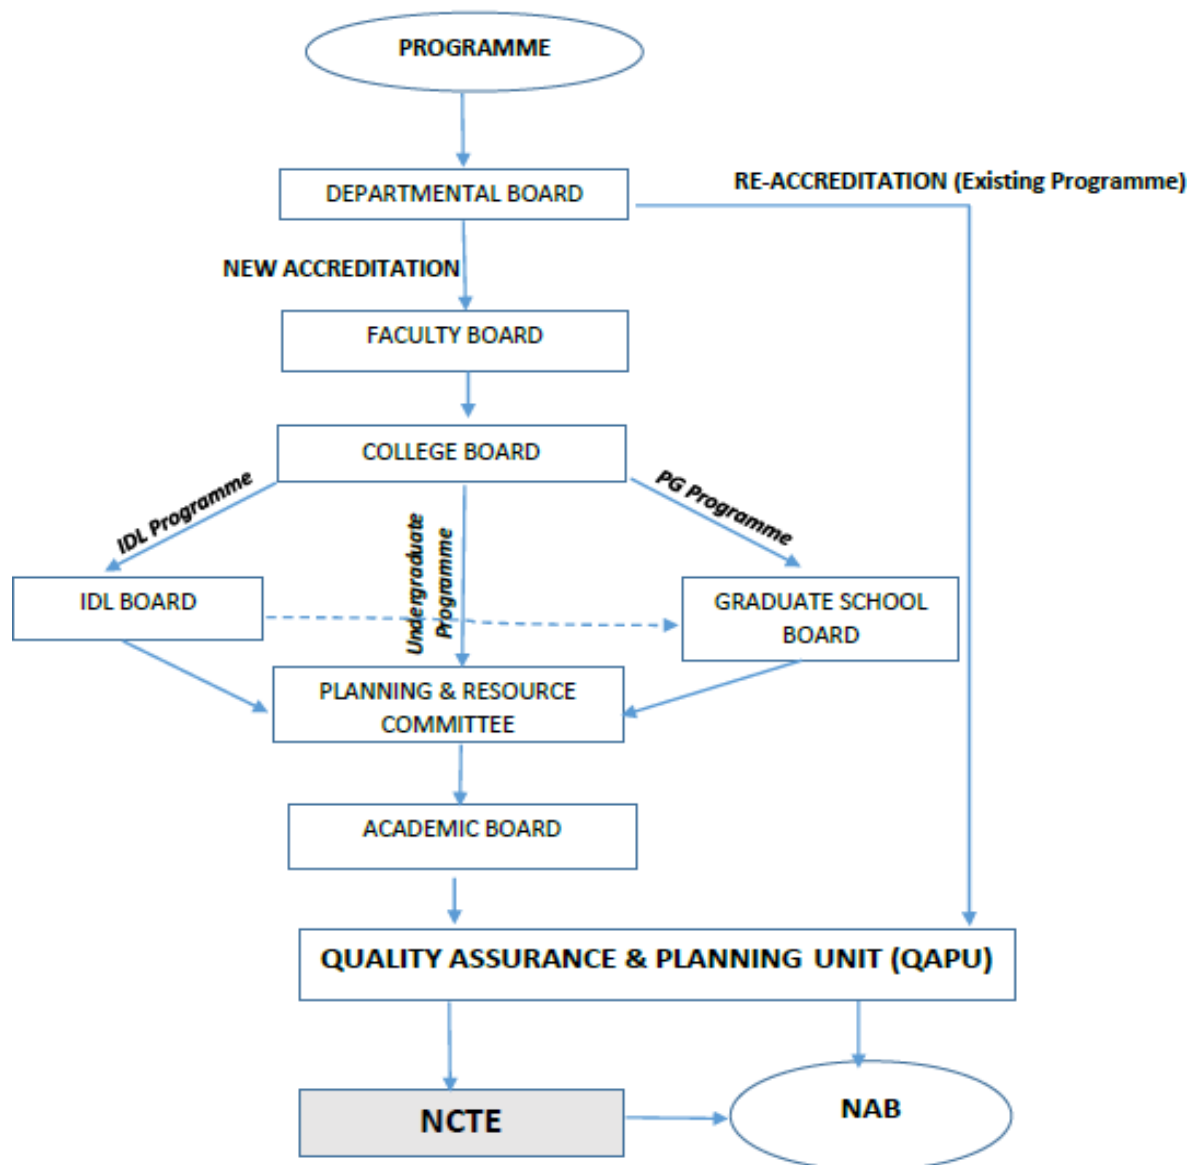 PROGRAMME
DEPARTMENTAL BOARD
RE-ACCREDITATION (Existing Programme)
NEW ACCREDITATION
FACULTY BOARD
COLLEGE BOARD
IDL Programme
Undergraduate
Programme
PG Programme
IDL BOARD
GRADUATE SCHOOL
BOARD
PLANNING & RESOURCE
COMMITTEE
ACADEMIC BOARD
QUALITY ASSURANCE & PLANNING UNIT (QAPU)
NCTE
NAB